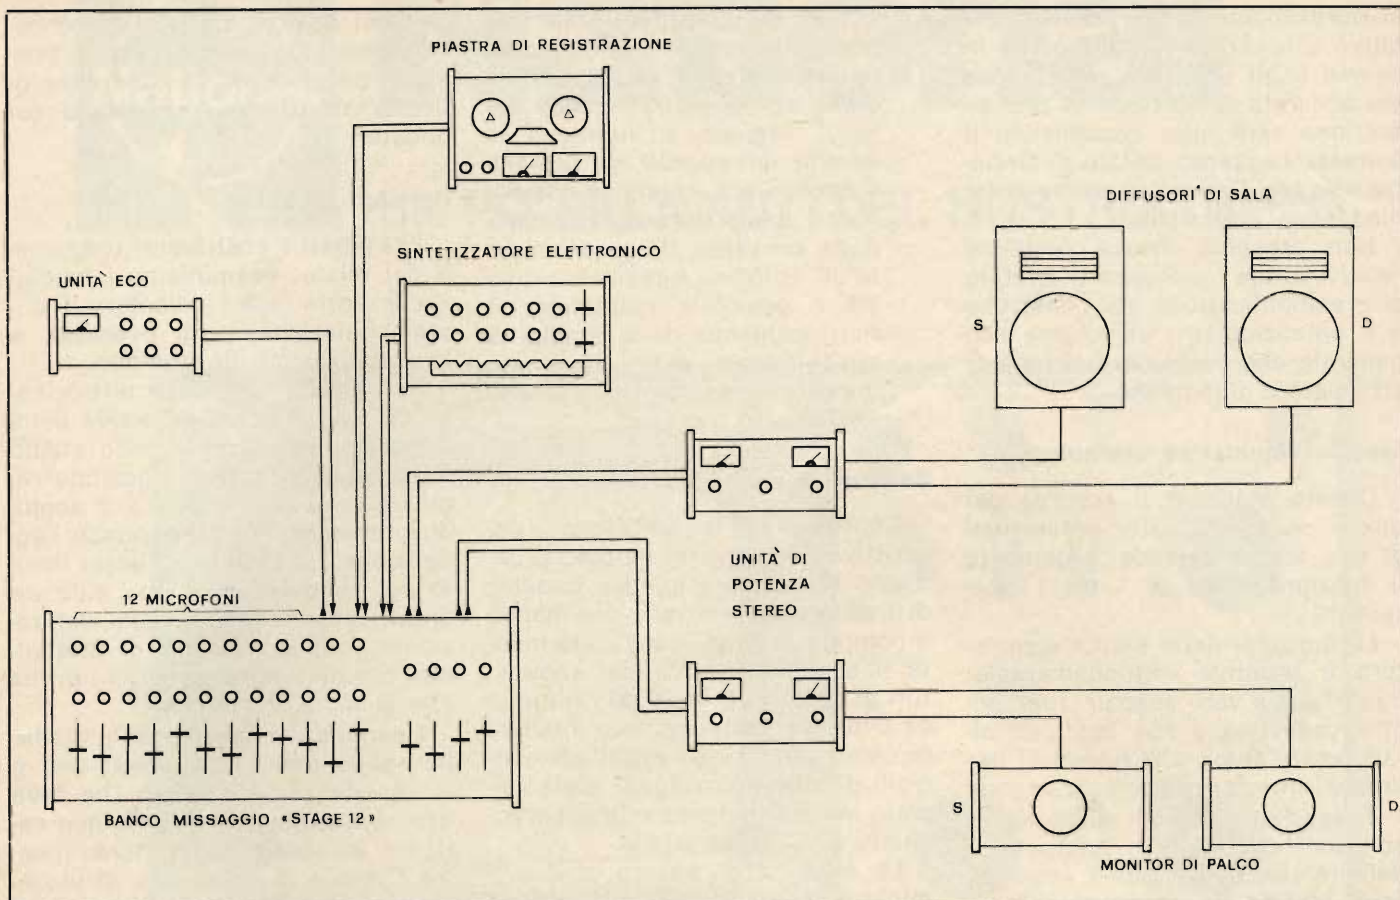 PIASTRA DI REGISTRAZIONE
DIFFUSORI DI SALA
SINTETIZZATORE ELETTRONICO
UNITÀ ECO
S
D
UNITÀ DI
POTENZA
STEREO
12 MICROFONI
S
D
BANCO MISSAGGIO «STAGE 12»
MONITOR DI PALCO